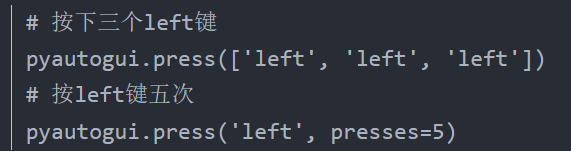 # 按下三个left键
pyautogui.press(['left', 'left', 'left'])
# 按left键五次
pyautogui.press('left', presses=5)